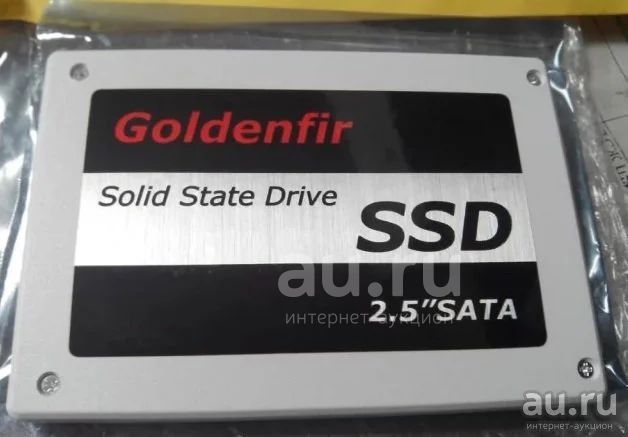 Goldenfir
Solid State Drive
SSD
2.5"SATA
au.ru
интернет-аукцион
au.ru
интернет-аукцион